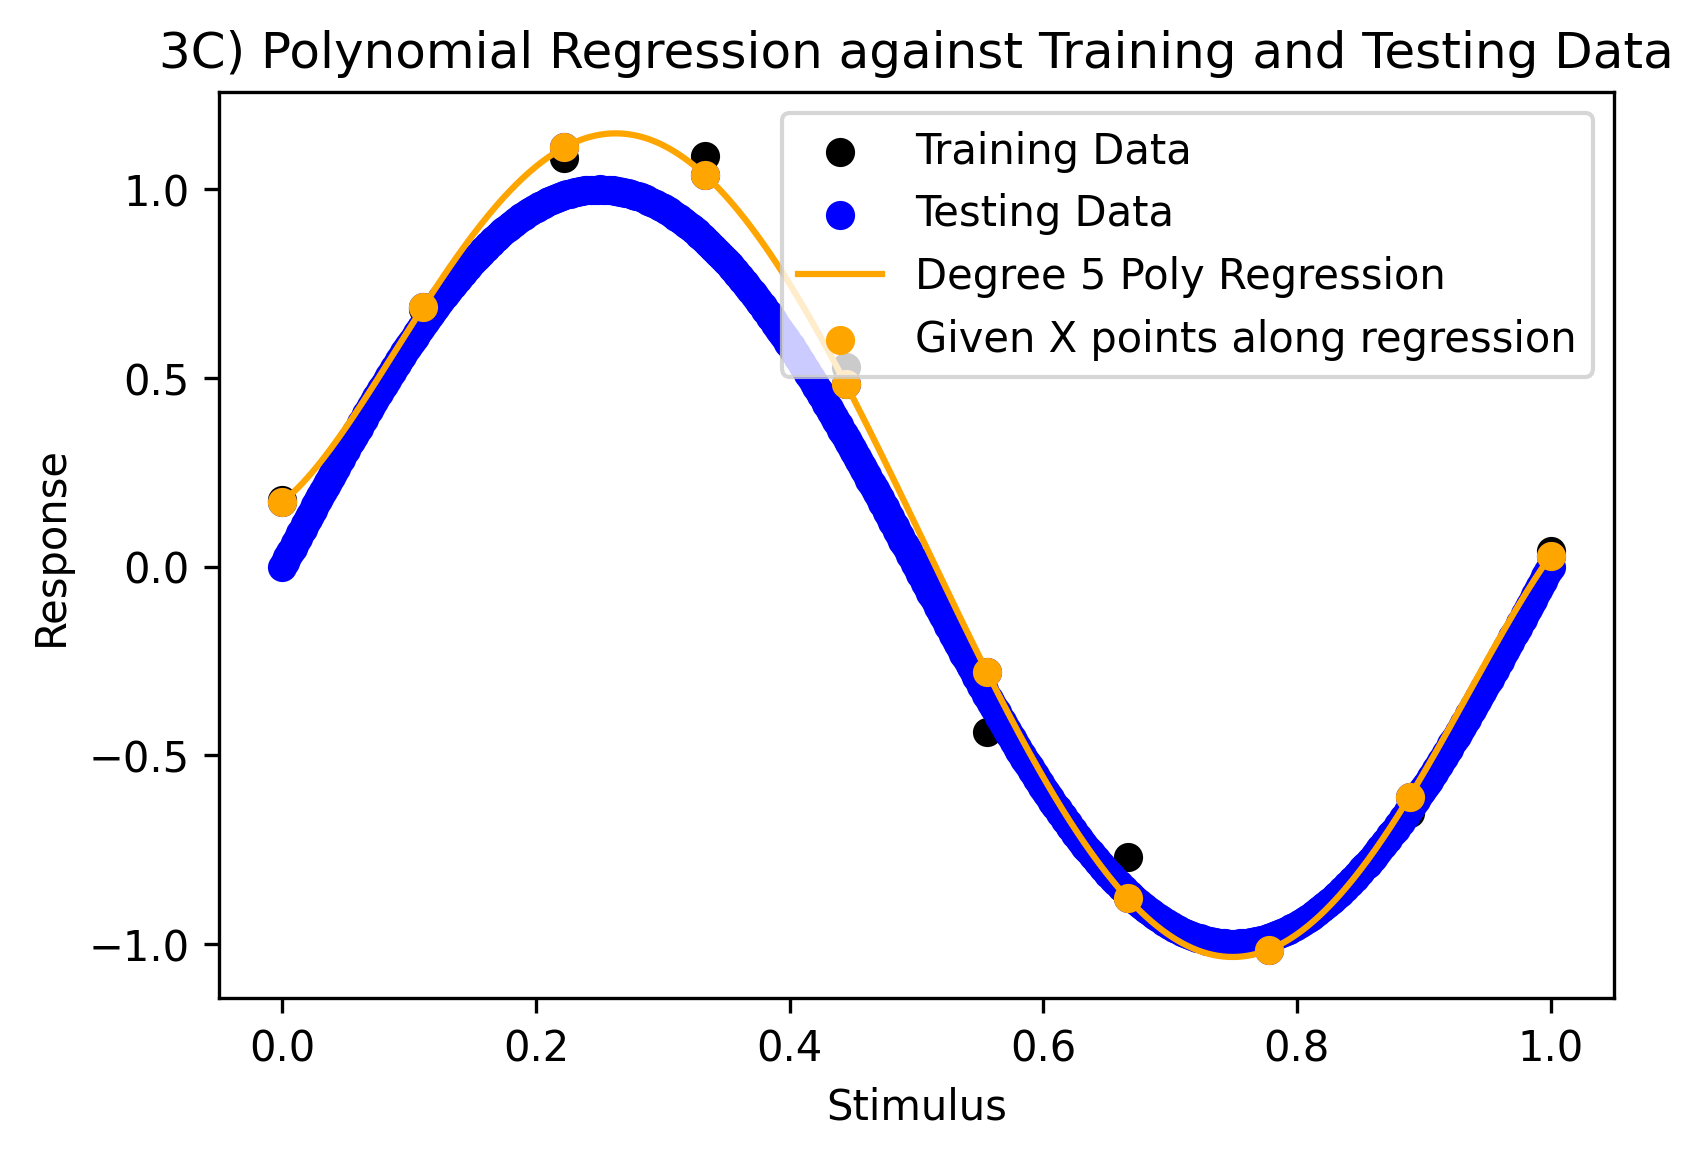 3C) Polynomial Regression against Training and Testing Data
Training Data
Testing Data
Degree 5 Poly Regression
Given X points along regression
1.0
0.5
0.0
−0.5
−1.0
Response
0.0 0.2 0.4 0.6 0.8 1.0
Stimulus